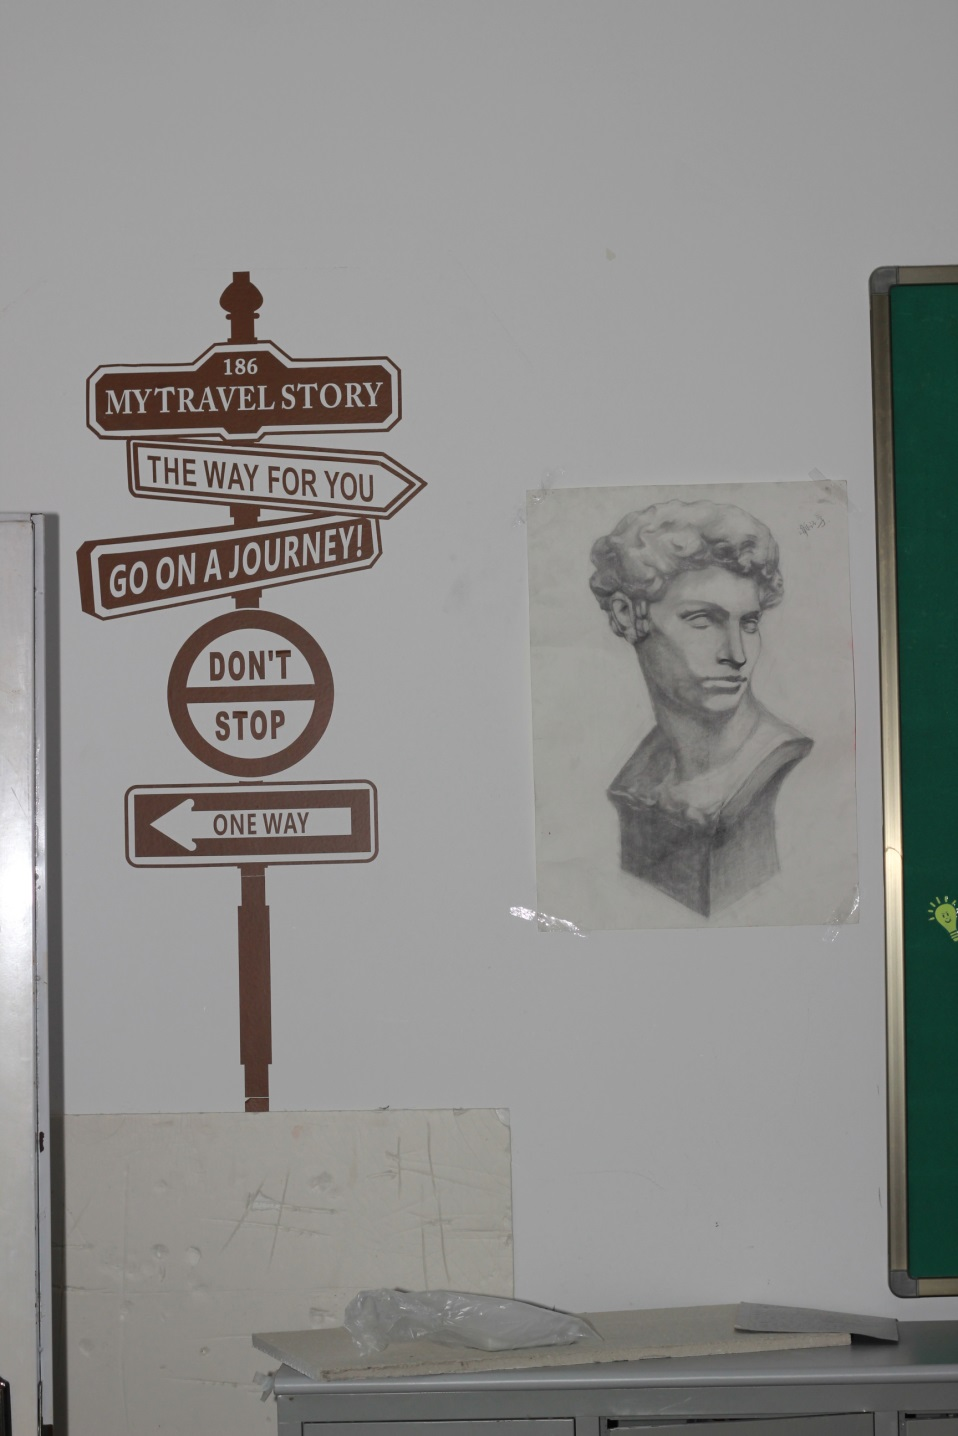 186
MY TRAVEL STORY
THE WAY FOR YOU
GO ON A JOURNEY!
DON'T
STOP
ONE WAY